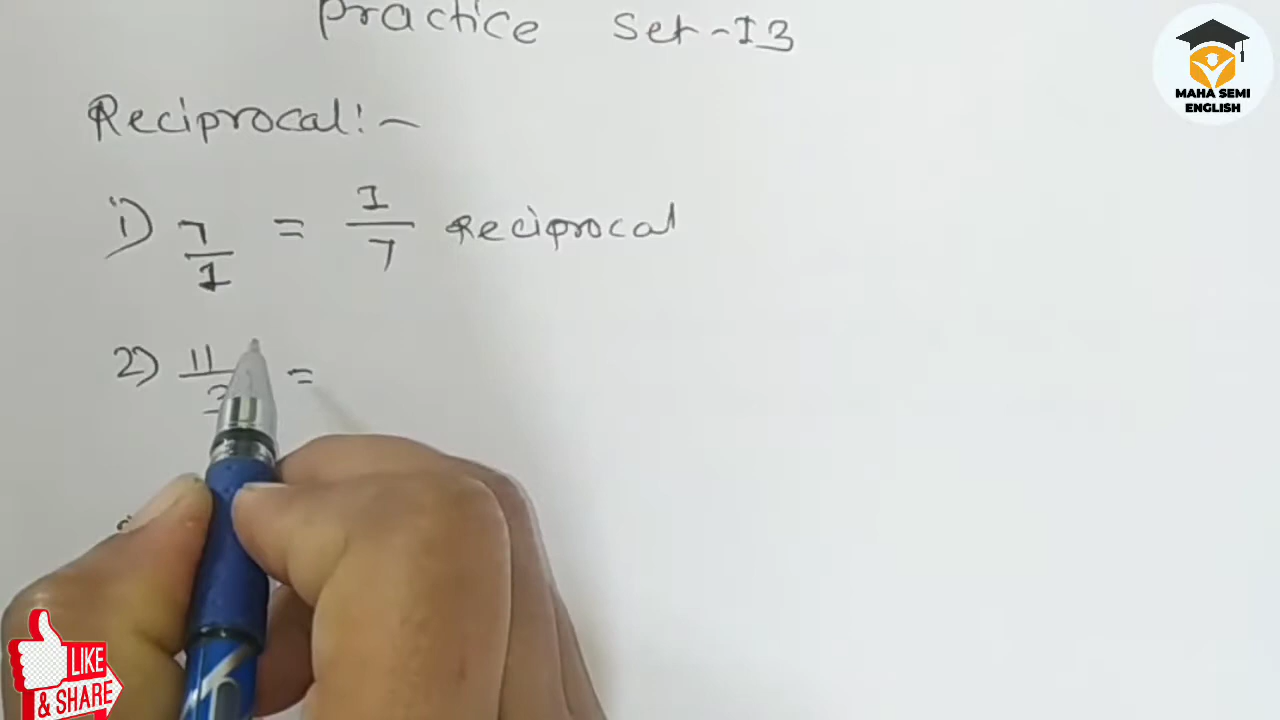 Practice Set-13
Reciprocal:-
1) 7/1 = 1/7 Reciprocal
2) 11/ =
MAHA SEMI
ENGLISH
LIKE
& SHARE